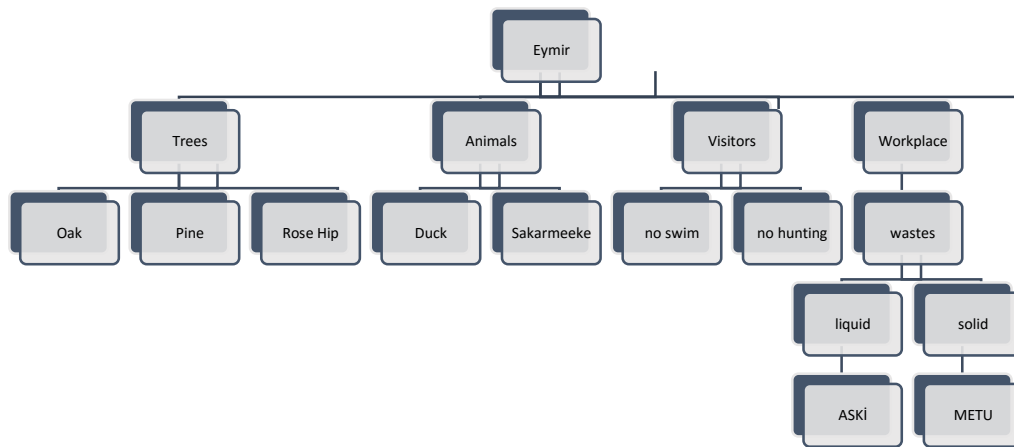 Eymir
Trees
Animals
Visitors
Workplace
Oak
Pine
Rose Hip
Duck
Sakarmeeke
no swim
no hunting
wastes
liquid
solid
ASKİ
METU